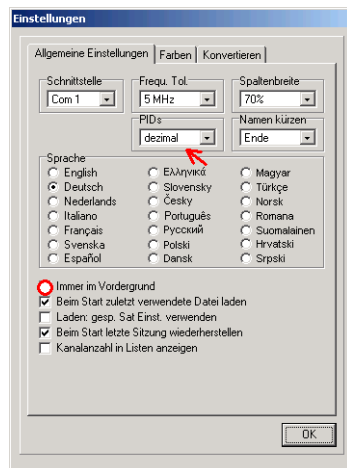 Einstellungen
Allgemeine Einstellungen Farben Konvertieren
Schnittstelle Frequ. Tol. Spaltenbreite
Com 1 5 MHz 70%
PIDs Namen kürzen
dezimal Ende
Sprache
English Ελληνικά Magyar
Deutsch Slovensky Türkçe
Nederlands Česky Norsk
Italiano Português Romana
Français Русский Suomalainen
Svenska Polski Hrvatski
Español Dansk Srpski
Immer im Vordergrund
Beim Start zuletzt verwendete Datei laden
Laden: gesp. Sat Einst. verwenden
Beim Start letzte Sitzung wiederherstellen
Kanalanzahl in Listen anzeigen
OK